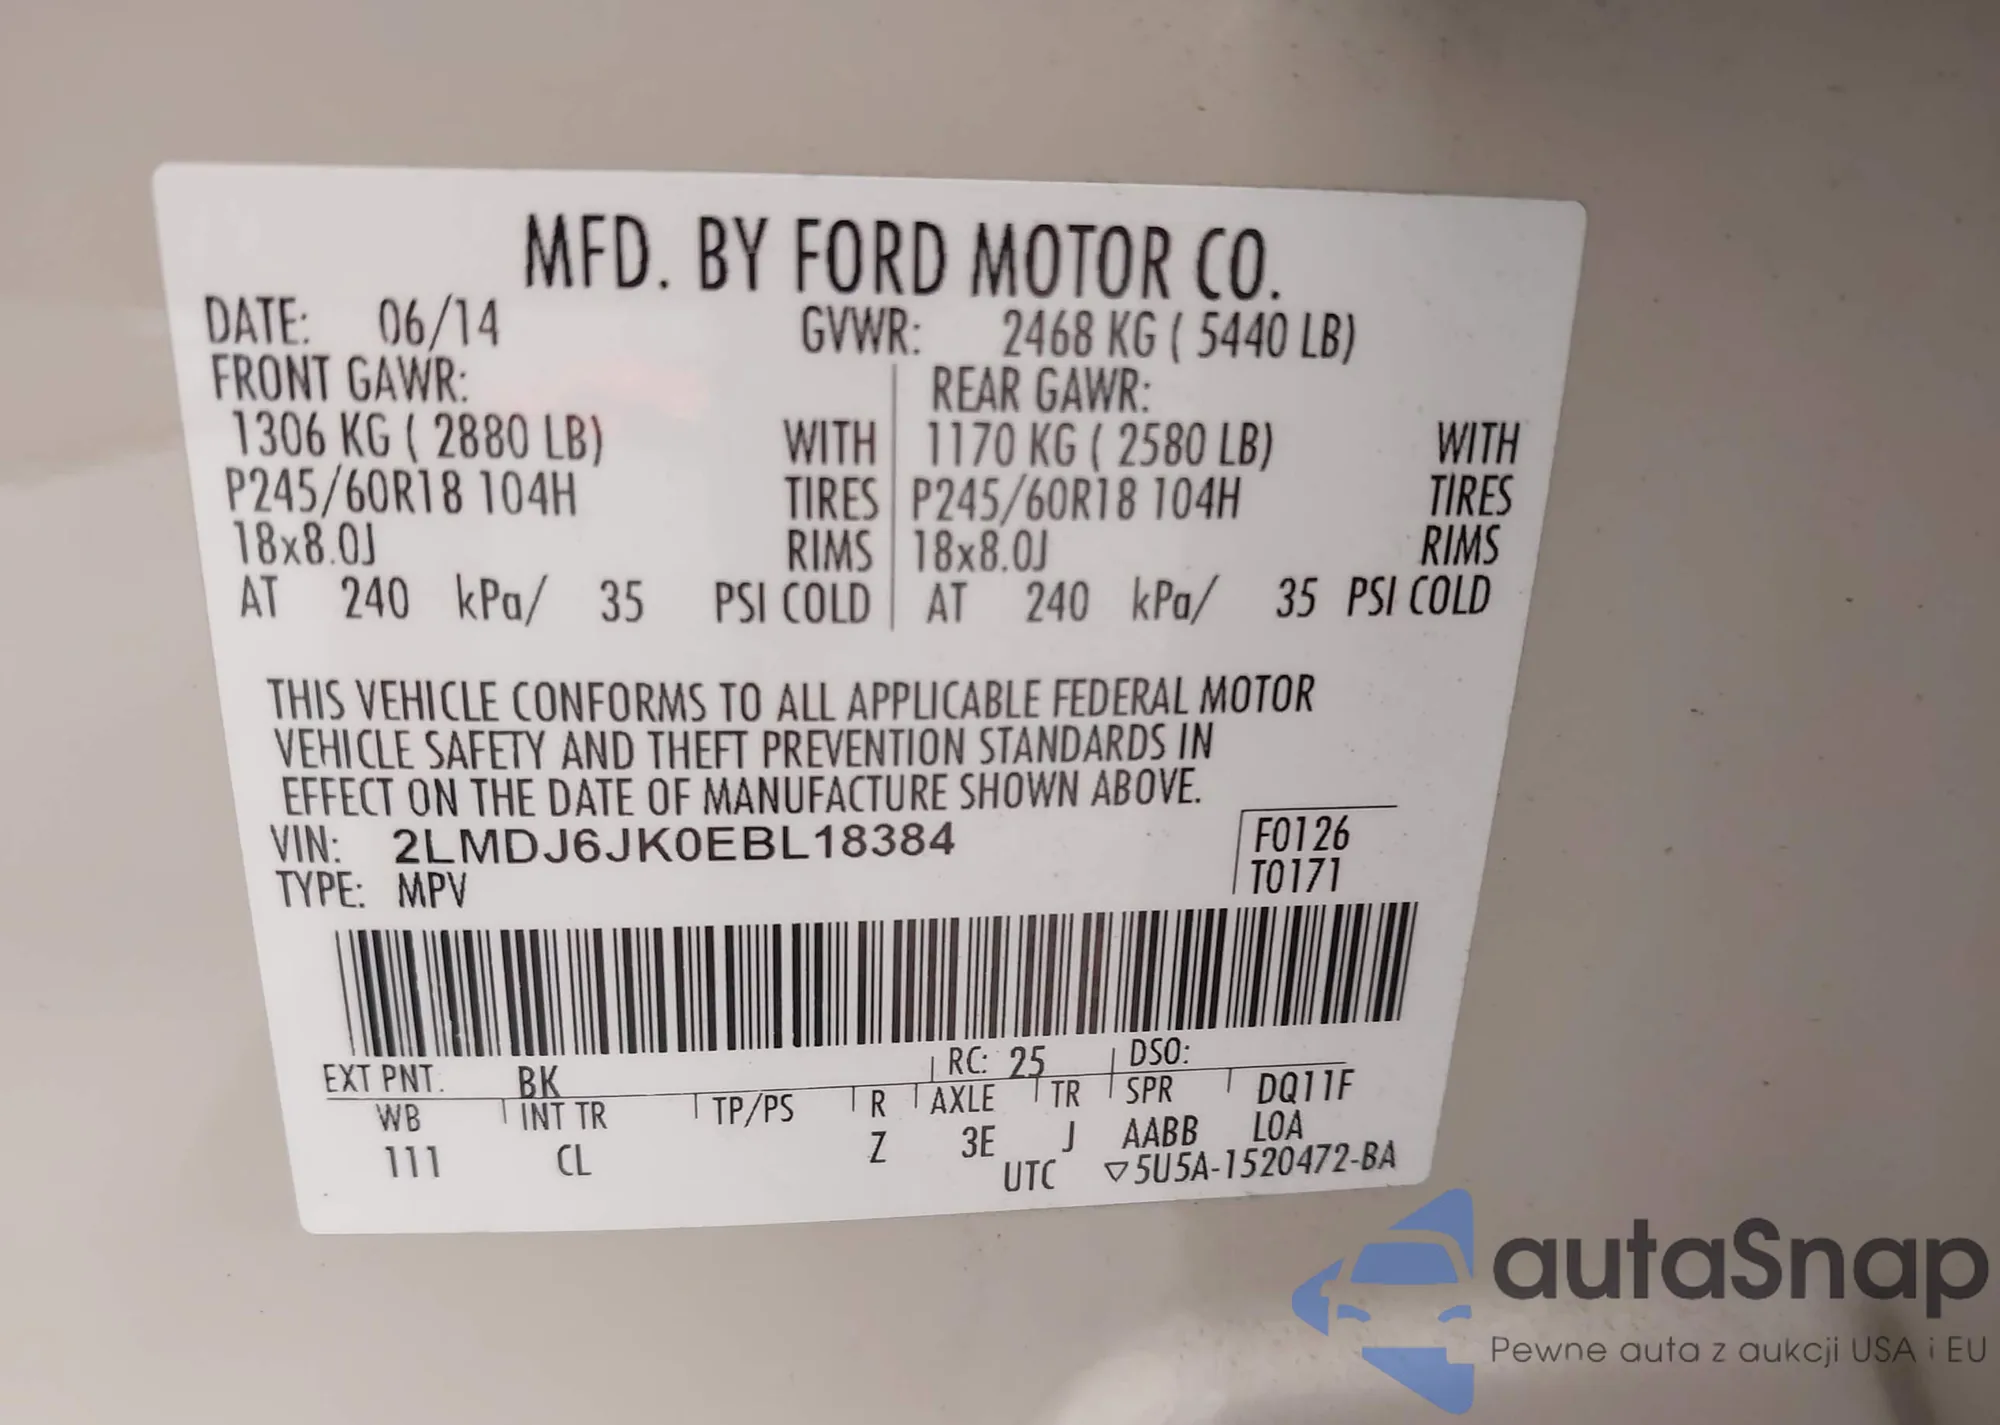 MFD. BY FORD MOTOR CO.
DATE: 06/14 GVWR: 2468 KG ( 5440 LB)
FRONT GAWR: REAR GAWR:
1306 KG ( 2880 LB) WITH 1170 KG ( 2580 LB) WITH
P245/60R18 104H TIRES P245/60R18 104H TIRES
18x8.0J RIMS 18x8.0J RIMS
AT 240 kPa/ 35 PSI COLD AT 240 kPa/ 35 PSI COLD
THIS VEHICLE CONFORMS TO ALL APPLICABLE FEDERAL MOTOR
VEHICLE SAFETY AND THEFT PREVENTION STANDARDS IN
EFFECT ON THE DATE OF MANUFACTURE SHOWN ABOVE.
VIN: 2LMDJ6JK0EBL18384 F0126
TYPE: MPV T0171
EXT PNT: BK RC: 25 DSO:
WB INT TR TP/PS R AXLE TR SPR DQ11F
111 CL Z 3E J AABB LOA
UTC ▽5U5A-1520472-BA
autaSnap
Pewne auta z aukcji USA i EU